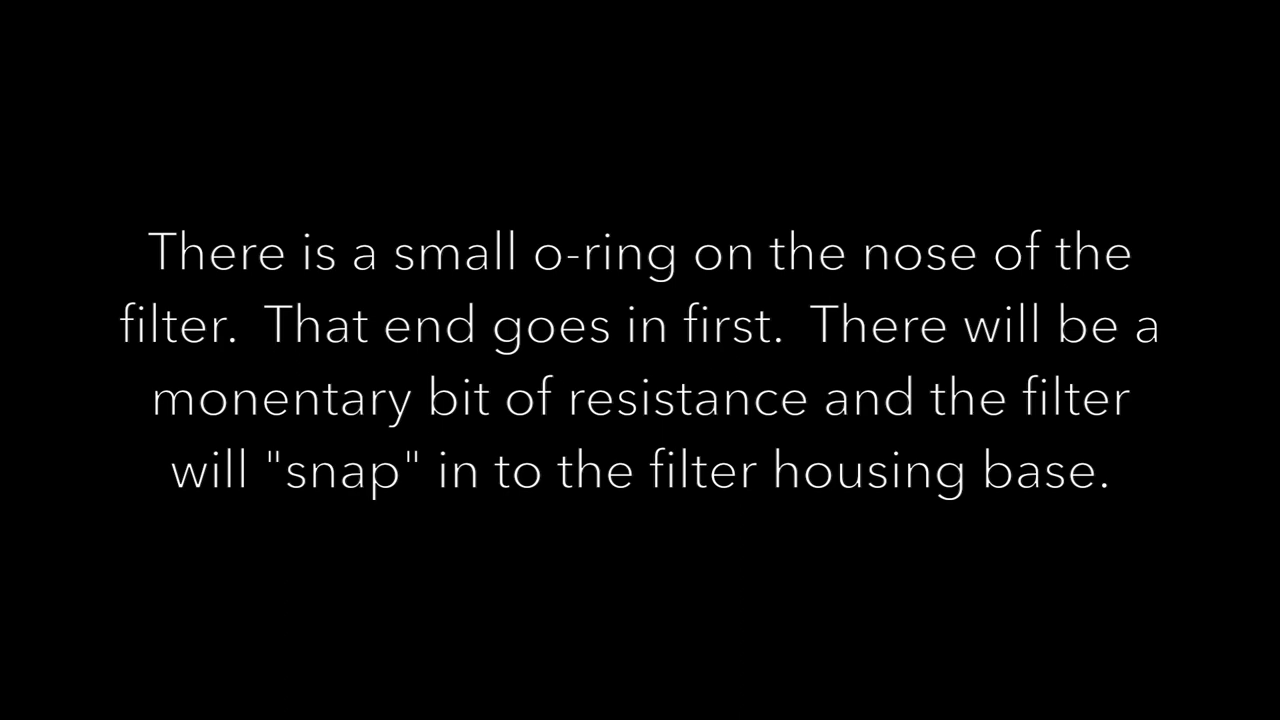 There is a small o-ring on the nose of the
filter.  That end goes in first.  There will be a
monentary bit of resistance and the filter
will "snap" in to the filter housing base.